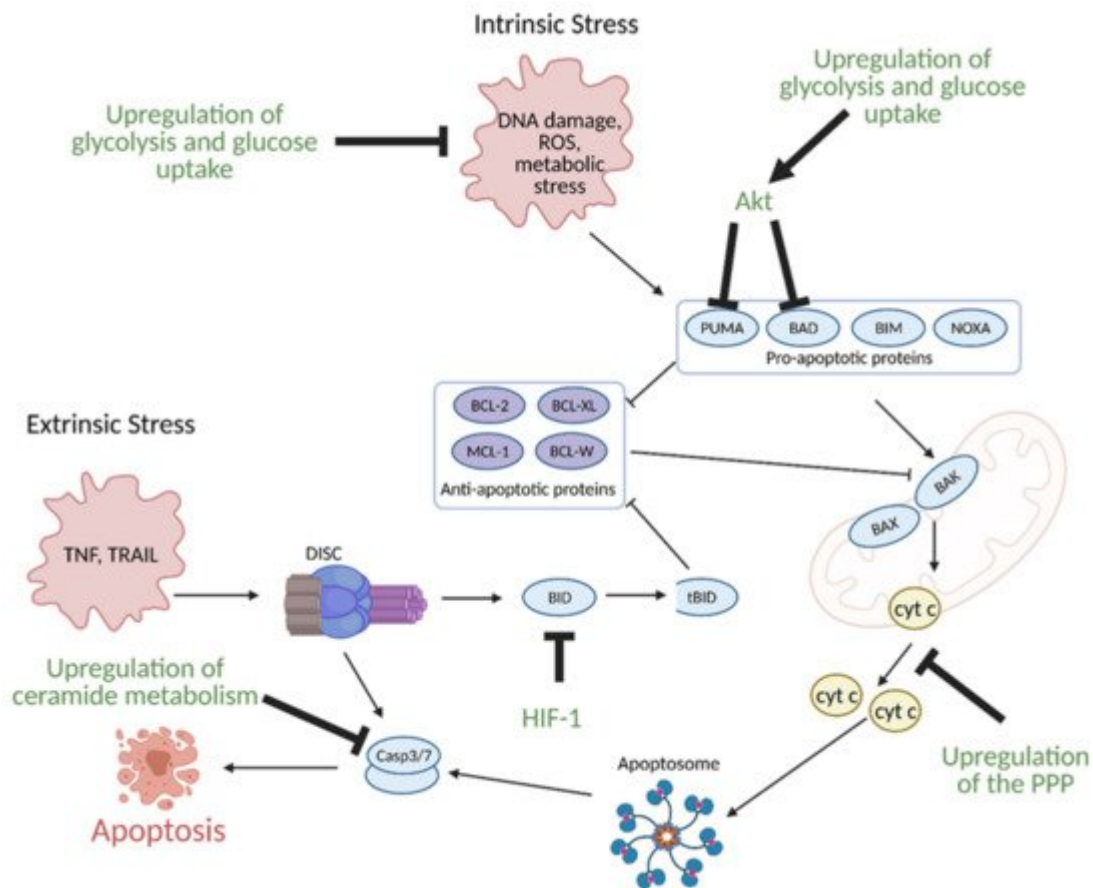 Intrinsic Stress
Upregulation of
glycolysis and glucose
uptake
DNA damage,
ROS,
metabolic
stress
Upregulation of
glycolysis and glucose
uptake
Akt
PUMA
BAD
BIM
NOXA
Pro-apoptotic proteins
BCL-2
BCL-XL
MCL-1
BCL-W
Anti-apoptotic proteins
Extrinsic Stress
TNF, TRAIL
DISC
BID
tBID
BAK
BAX
cyt c
cyt c
cyt c
Upregulation of
ceramide metabolism
HIF-1
Upregulation
of the PPP
Casp3/7
Apoptosome
Apoptosis